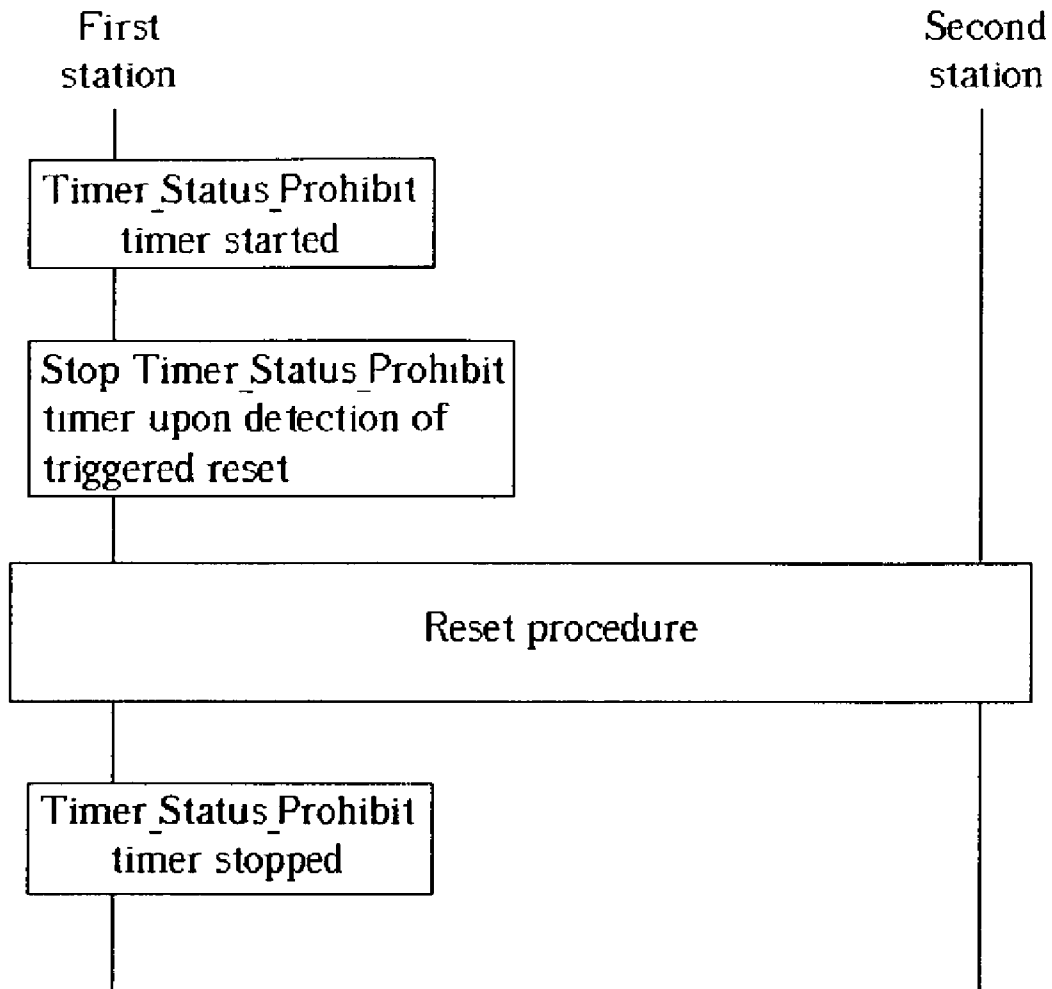 First
station
Second
station
Timer_Status_Prohibit
timer started
Stop Timer_Status_Prohibit
timer upon detection of
triggered reset
Reset procedure
Timer_Status_Prohibit
timer stopped